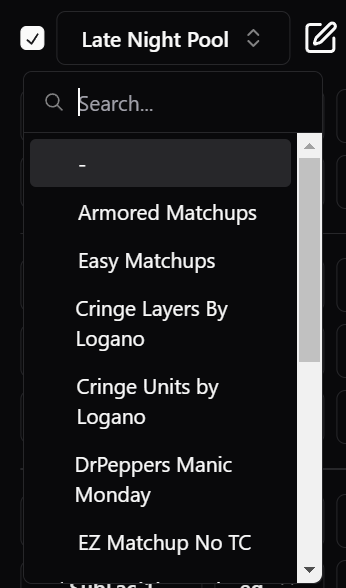 Late Night Pool
Search...
-
Armored Matchups
Easy Matchups
Cringe Layers By
Logano
Cringe Units by
Logano
DrPeppers Manic
Monday
EZ Matchup No TC